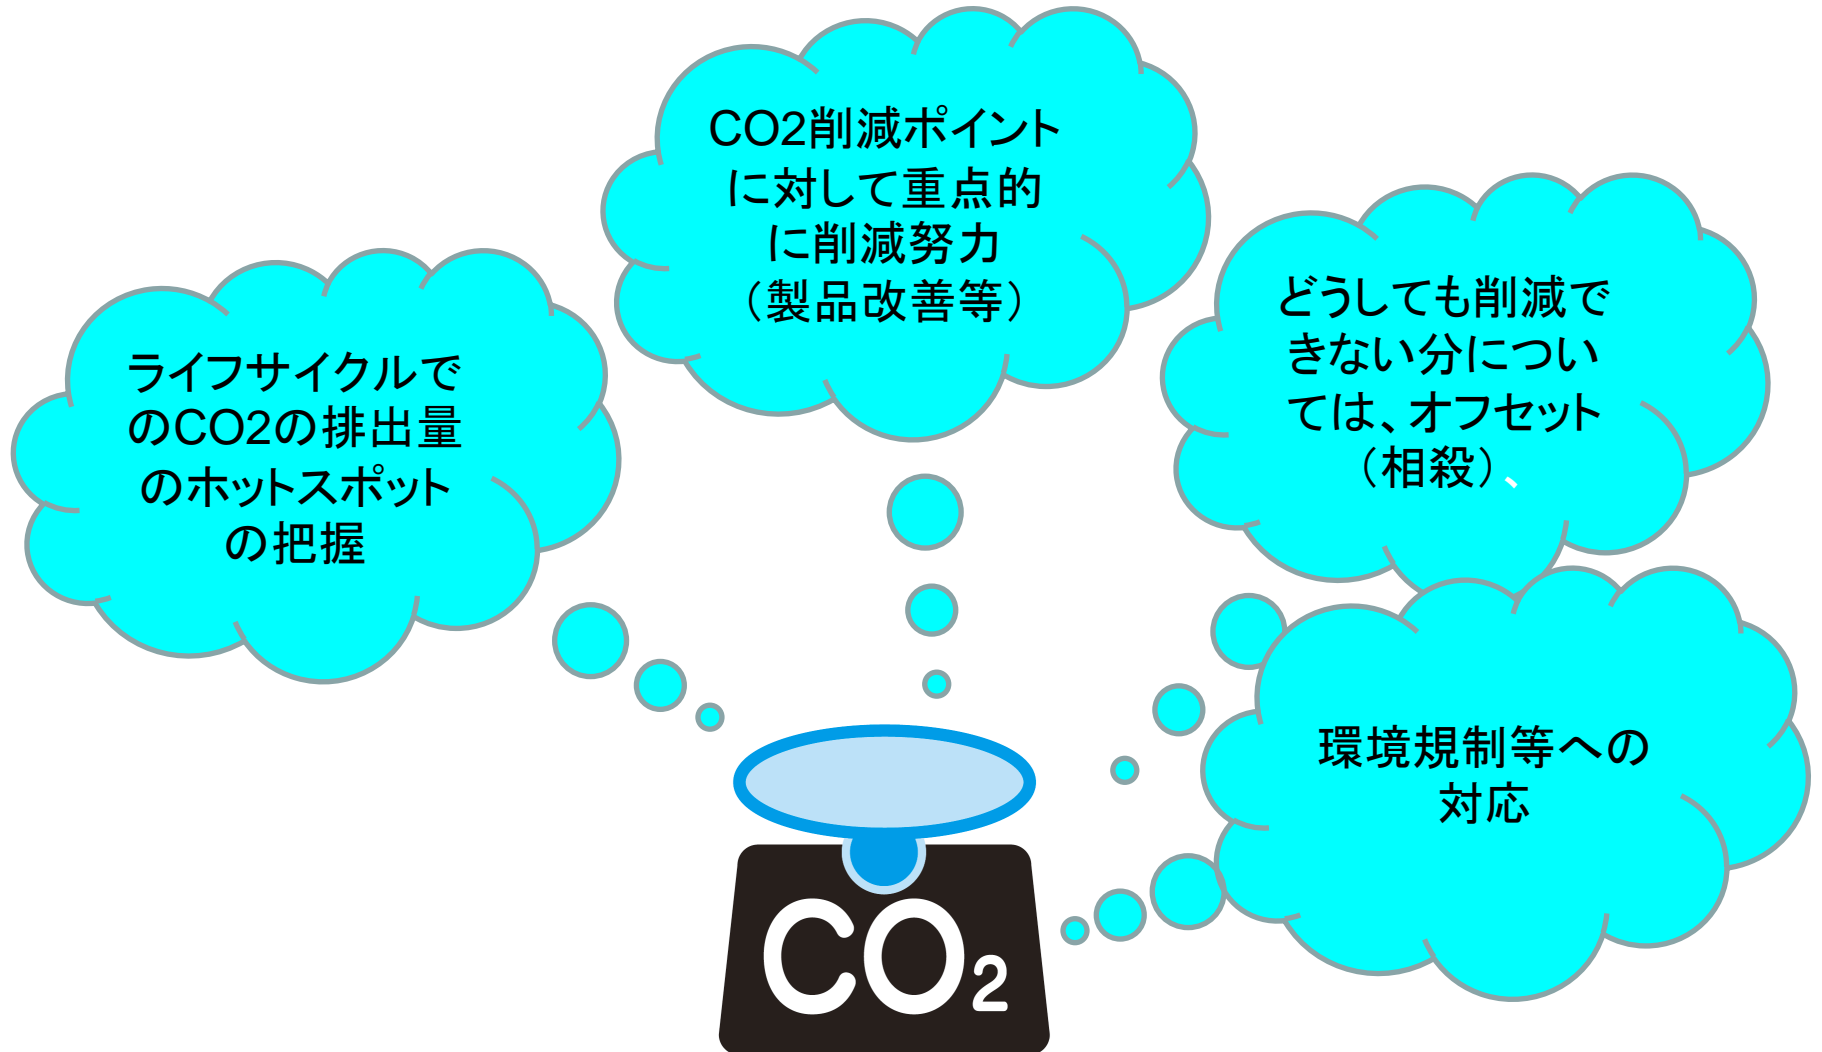 CO2削減ポイント
に対して重点的
に削減努力
（製品改善等）
どうしても削減で
きない分につい
ては、オフセット
（相殺）、
ライフサイクルで
のCO2の排出量
のホットスポット
の把握
環境規制等への
対応
CO2